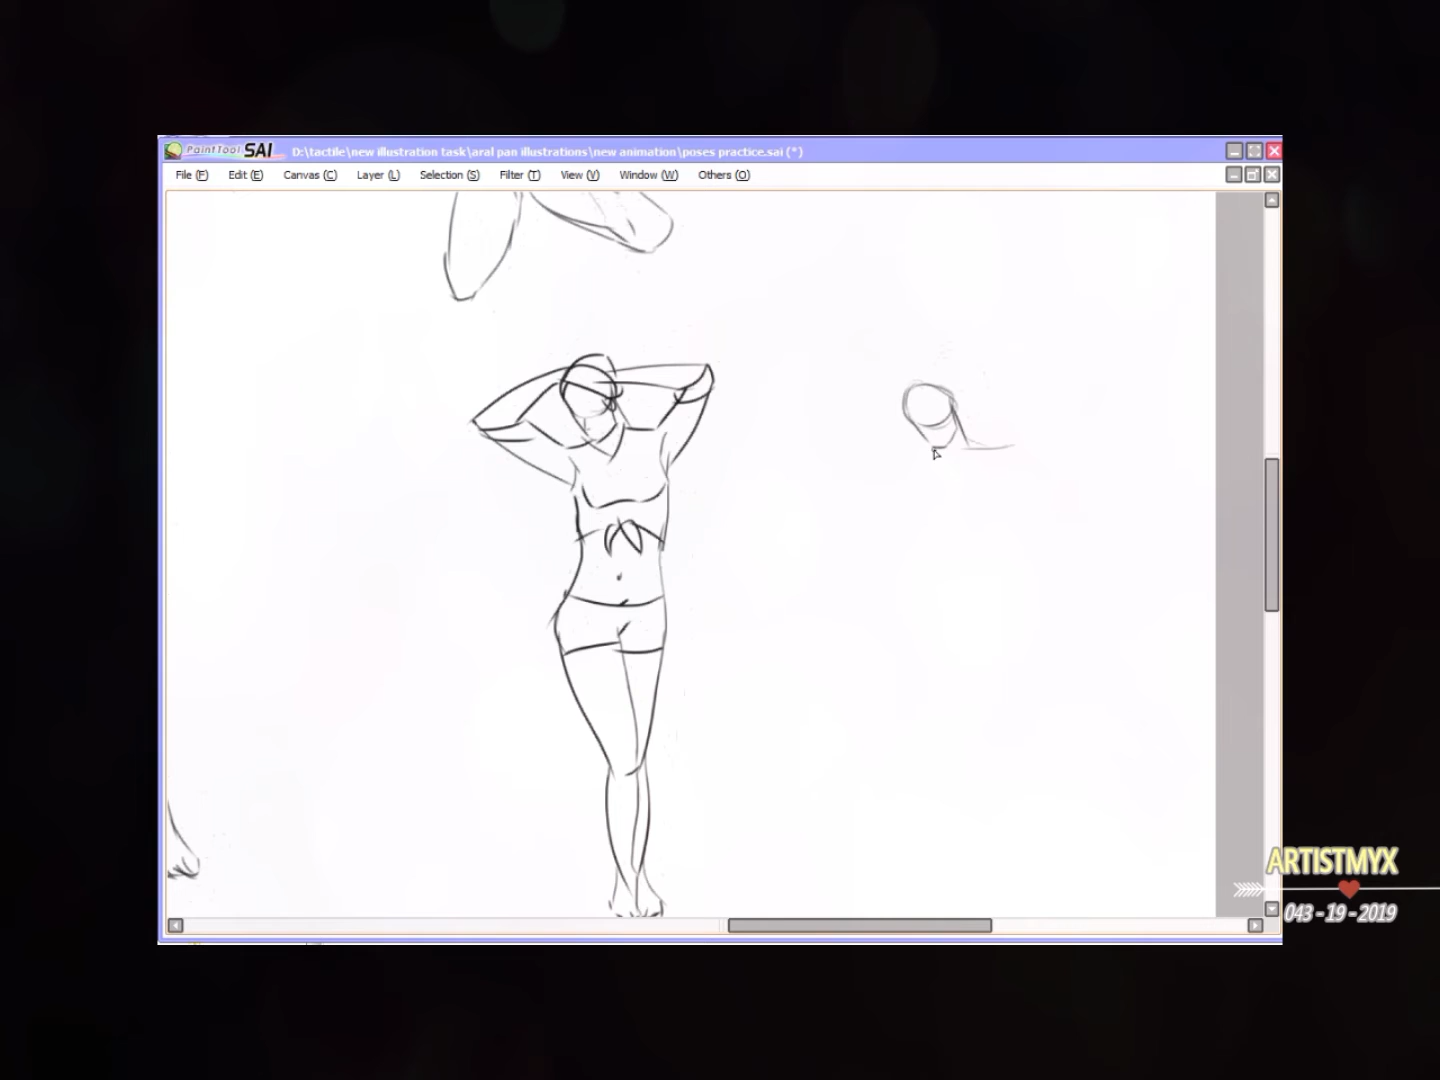 PaintTool SAI D:\tactile\new illustration task\aral pan illustrations\new animation\poses practice.sai (*)
File (F) Edit (E) Canvas (C) Layer (L) Selection (S) Filter (T) View (V) Window (W) Others (O)
ARTISTMYX
043-19-2019